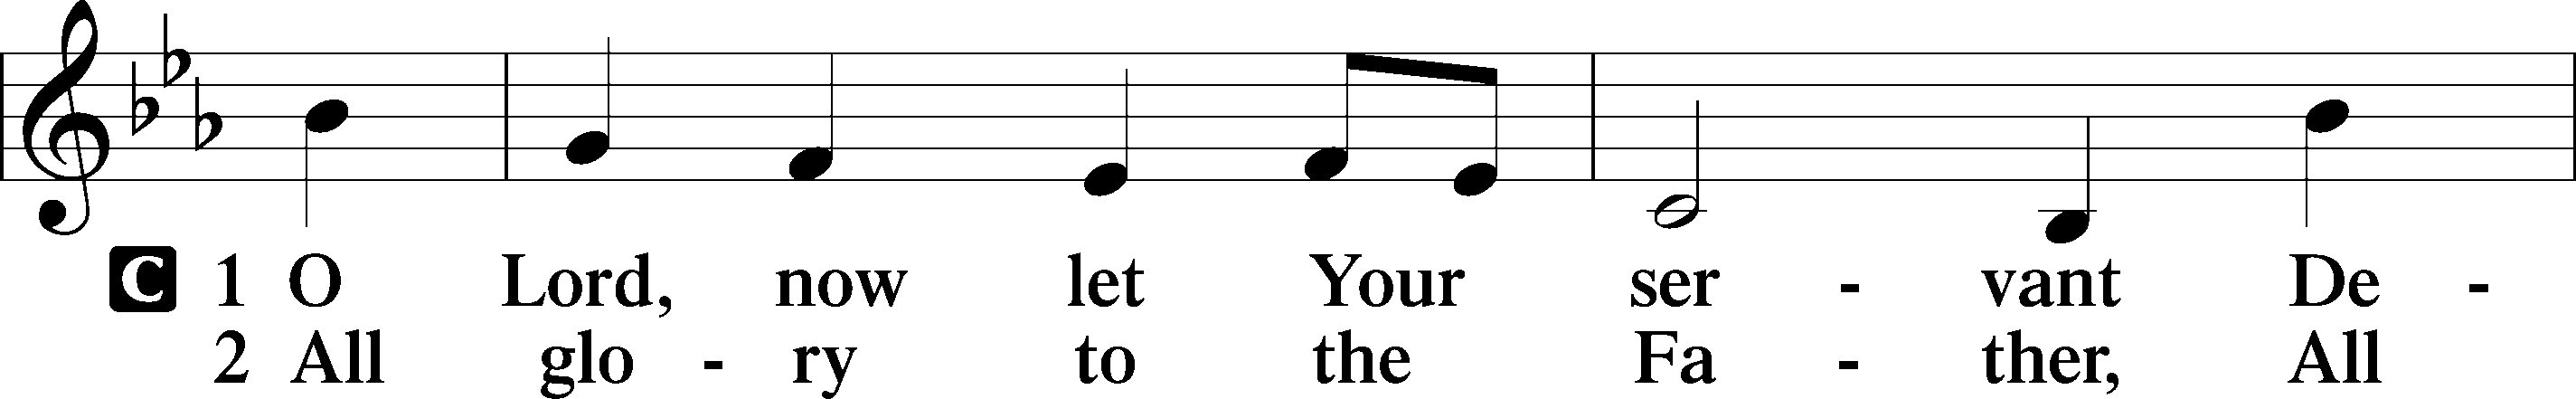 C 1 O Lord, now let Your ser - vant De -
2 All glo - ry to the Fa - ther, All